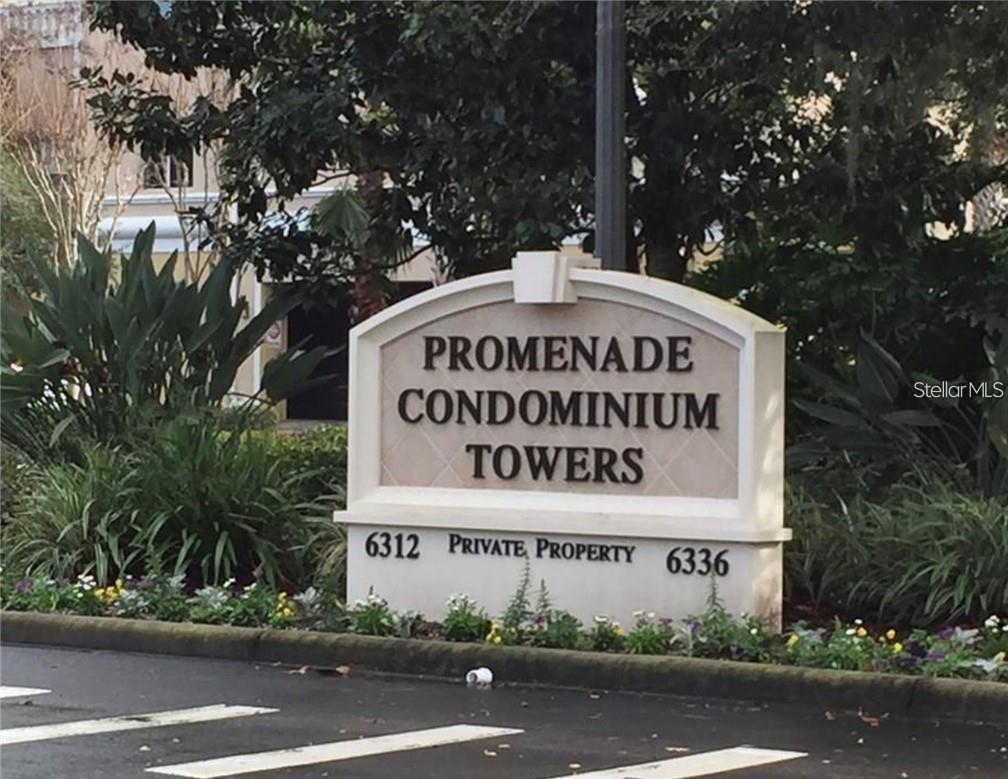 PROMENADE
CONDOMINIUM
TOWERS
6312 PRIVATE PROPERTY 6336
StellarMLS